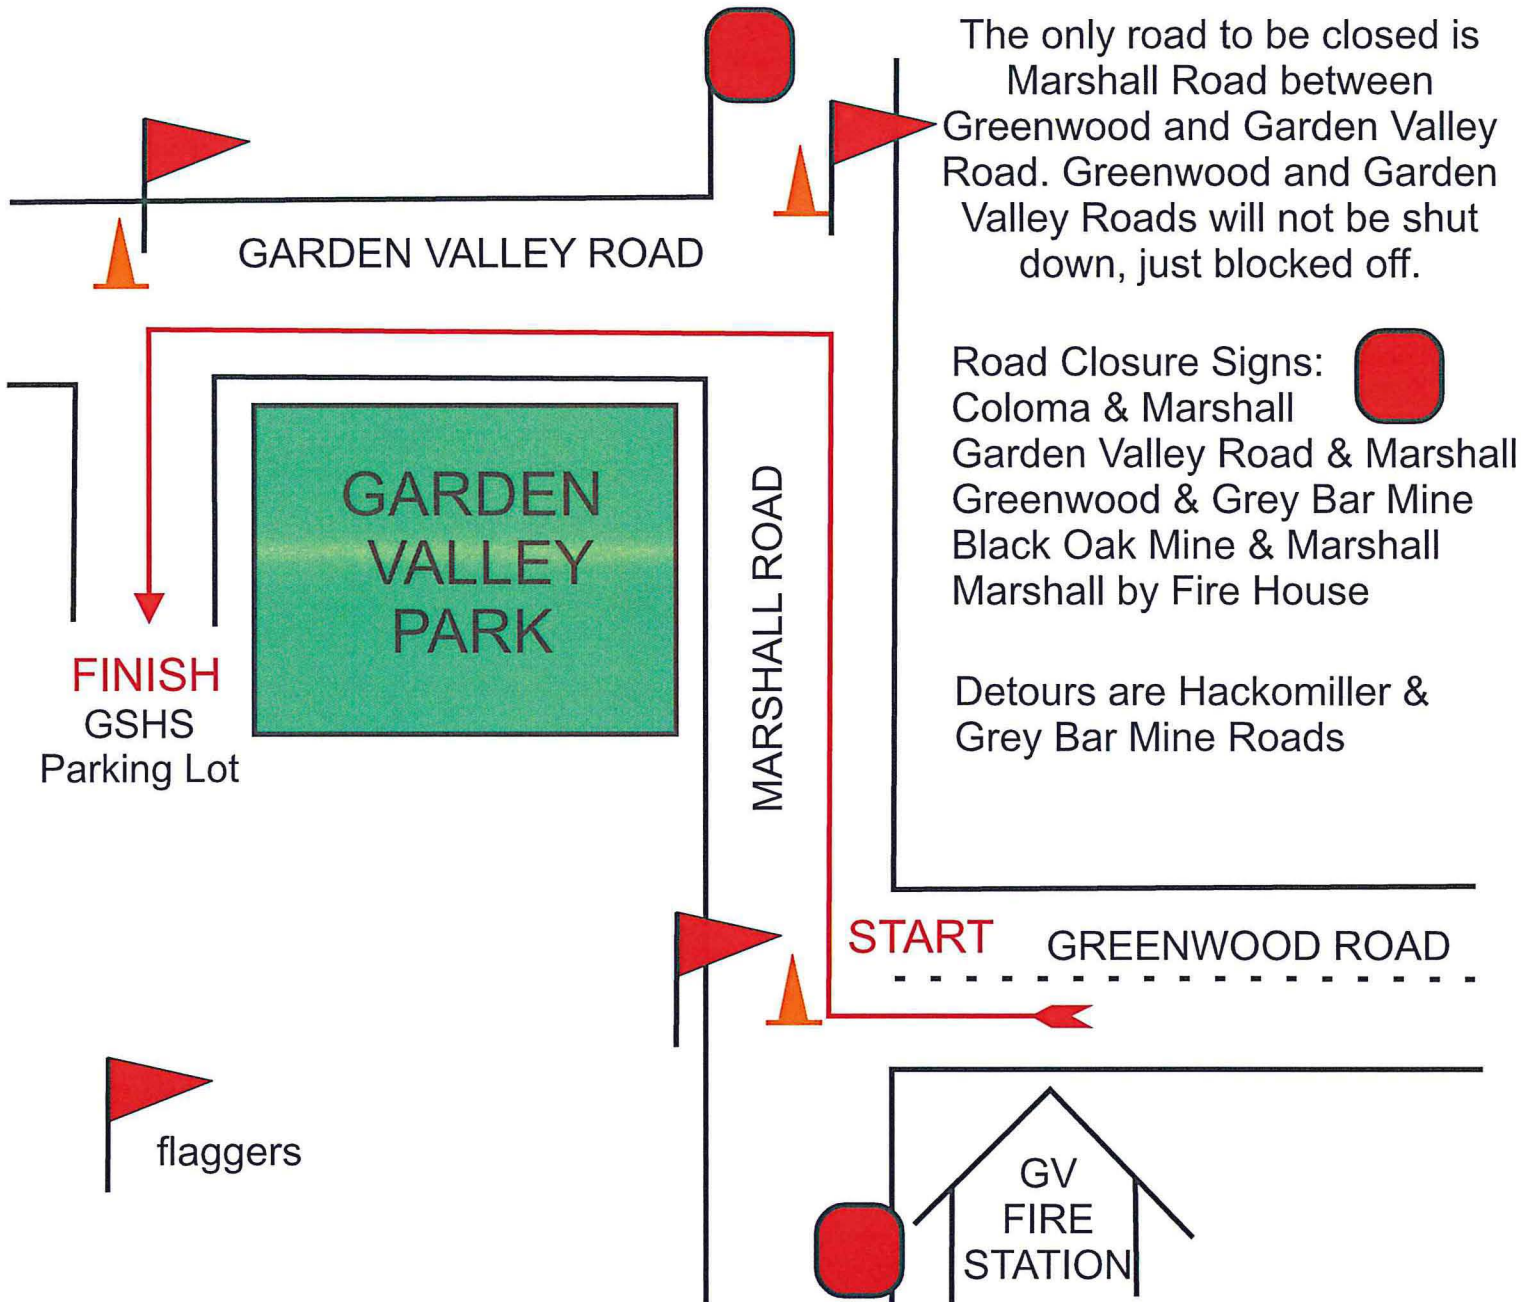 The only road to be closed is
Marshall Road between
Greenwood and Garden Valley
Road. Greenwood and Garden
Valley Roads will not be shut
down, just blocked off.
GARDEN VALLEY ROAD
Road Closure Signs:
Coloma & Marshall
Garden Valley Road & Marshall
Greenwood & Grey Bar Mine
Black Oak Mine & Marshall
Marshall by Fire House
Detours are Hackomiller &
Grey Bar Mine Roads
GARDEN
VALLEY
PARK
MARSHALL ROAD
FINISH
GSHS
Parking Lot
START
GREENWOOD ROAD
flaggers
GV
FIRE
STATION